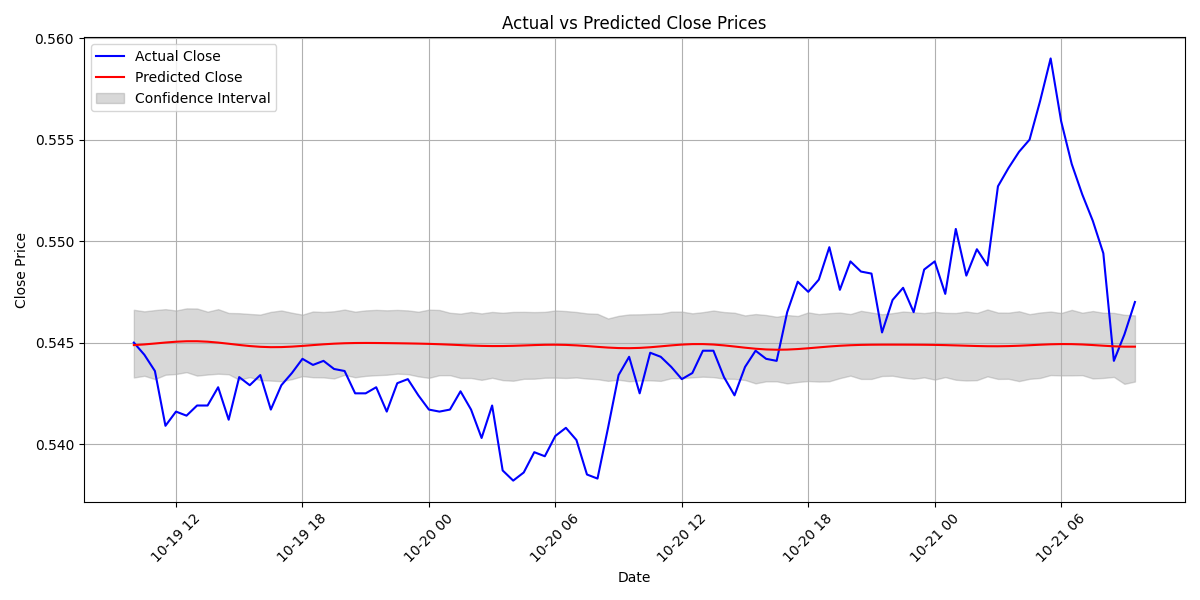 Actual vs Predicted Close Prices
Actual Close
Predicted Close
Confidence Interval
Close Price
0.560
0.555
0.550
0.545
0.540
10-19 12
10-19 18
10-20 00
10-20 06
10-20 12
10-20 18
10-21 00
10-21 06
Date